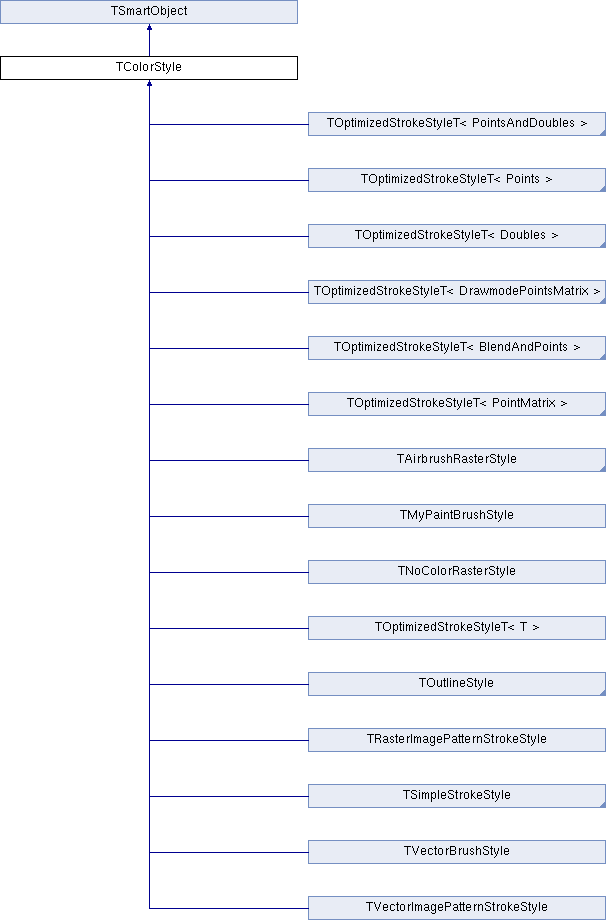 TSmartObject
TColorStyle
TOptimizedStrokeStyleT< PointsAndDoubles >
TOptimizedStrokeStyleT< Points >
TOptimizedStrokeStyleT< Doubles >
TOptimizedStrokeStyleT< DrawmodePointsMatrix >
TOptimizedStrokeStyleT< BlendAndPoints >
TOptimizedStrokeStyleT< PointMatrix >
TAirbrushRasterStyle
TMyPaintBrushStyle
TNoColorRasterStyle
TOptimizedStrokeStyleT< T >
TOutlineStyle
TRasterImagePatternStrokeStyle
TSimpleStrokeStyle
TVectorBrushStyle
TVectorImagePatternStrokeStyle